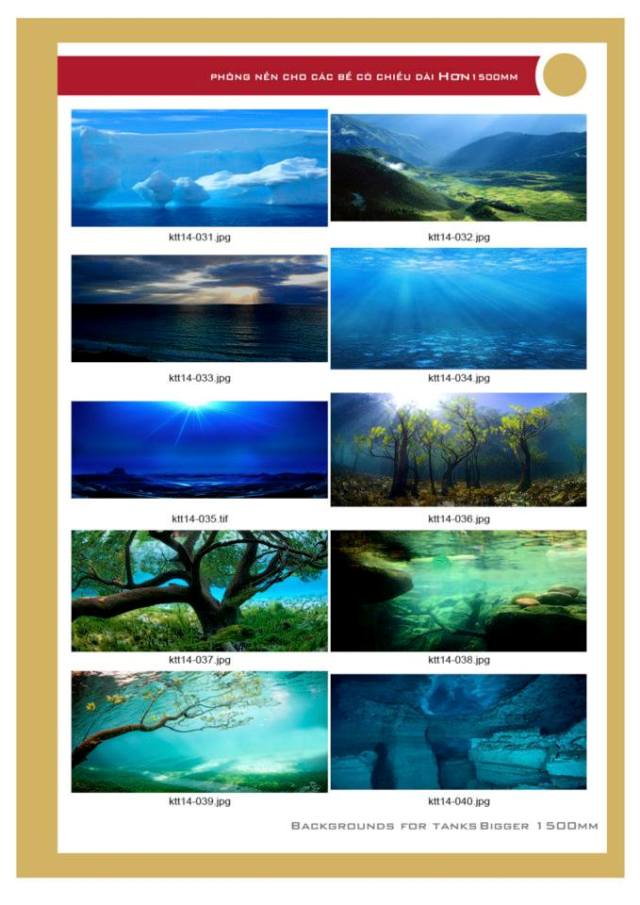 PHÔNG NỀN CHO CÁC BỂ CÓ CHIỀU DÀI HƠN 1500MM
ktt14-031.jpg
ktt14-032.jpg
ktt14-033.jpg
ktt14-034.jpg
ktt14-035.tif
ktt14-036.jpg
ktt14-037.jpg
ktt14-038.jpg
ktt14-039.jpg
ktt14-040.jpg
BACKGROUNDS FOR TANKS BIGGER 1500MM